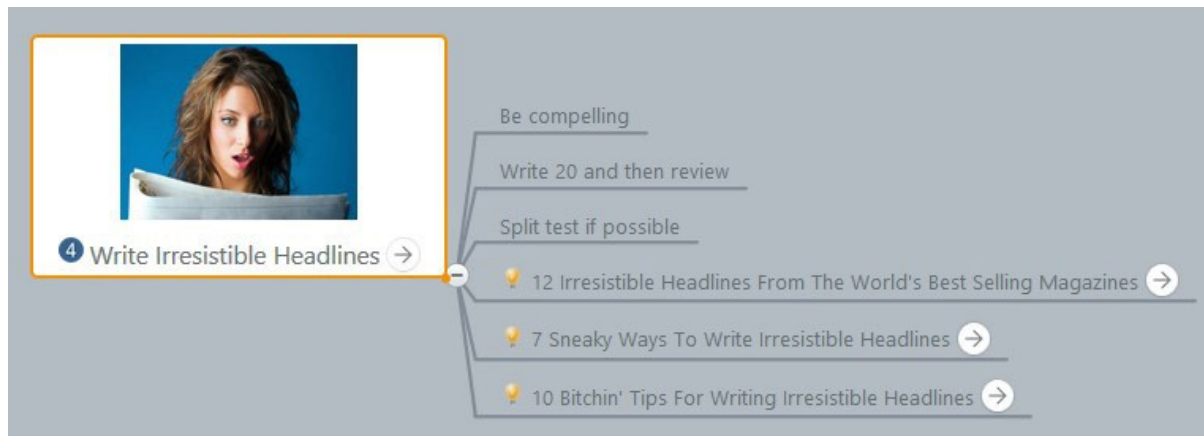 4 Write Irresistible Headlines
Be compelling
Write 20 and then review
Split test if possible
12 Irresistible Headlines From The World's Best Selling Magazines
7 Sneaky Ways To Write Irresistible Headlines
10 Bitchin' Tips For Writing Irresistible Headlines